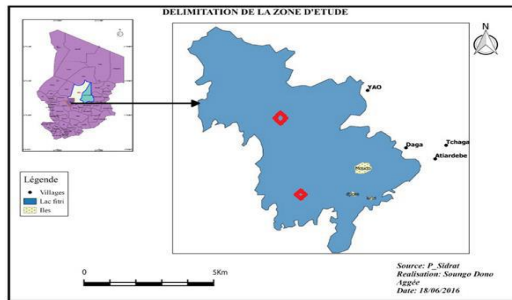 DELIMITATION DE LA ZONE D'ETUDE
N
YAO
Daga
Tchaga
Atiardebe
Légende
Villages
Lac fitri
Iles
0
5Km
Source: P_Sidrat
Realisation: Soungo Dono
Aggée
Date: 18/06/2016